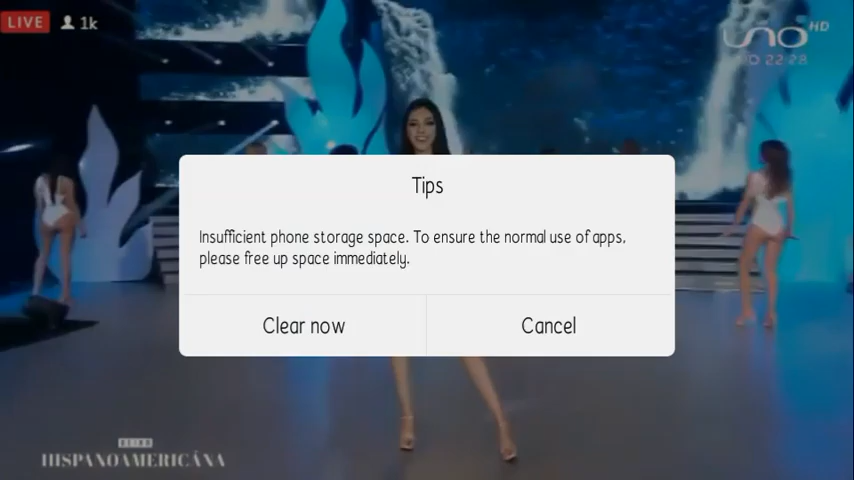 LIVE 1k
uno HD
22:28
Tips
Insufficient phone storage space. To ensure the normal use of apps,
please free up space immediately.
Clear now Cancel
REINA
HISPANOAMERICANA